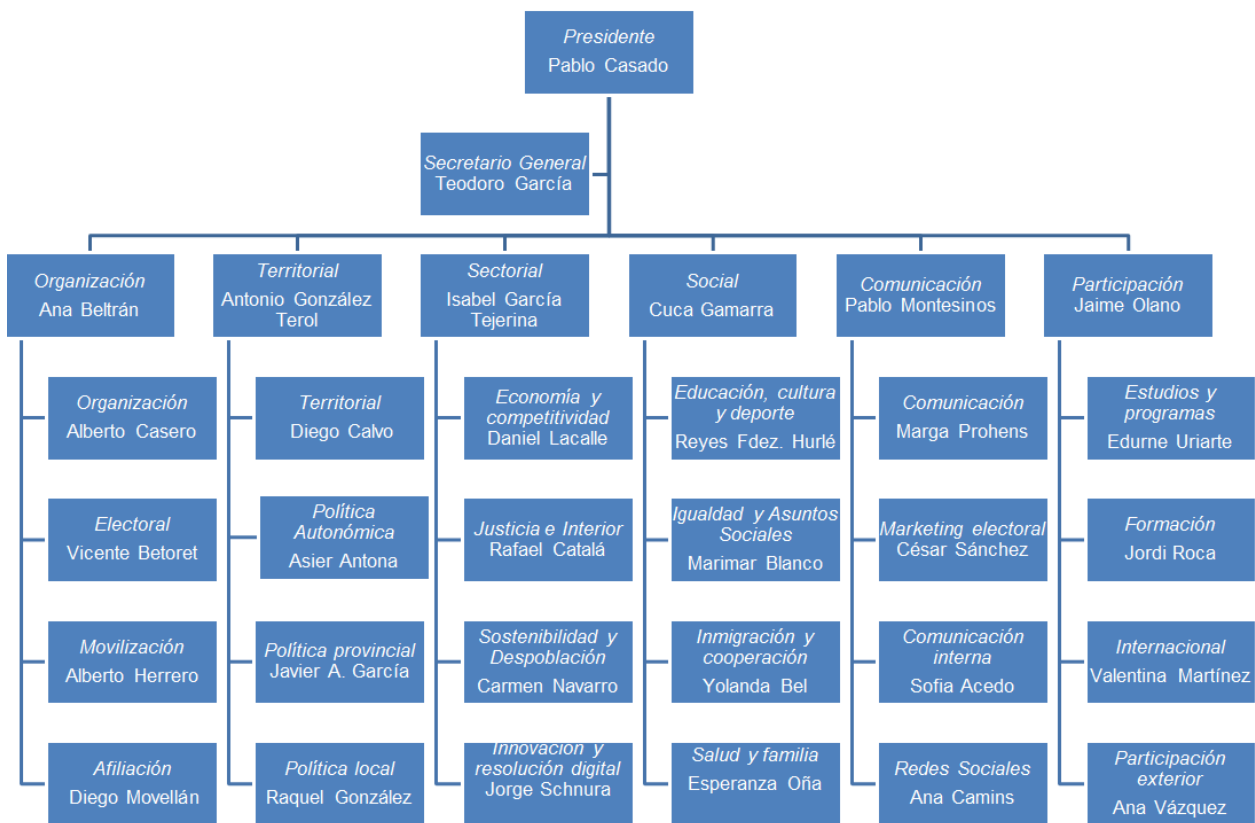 Presidente
Pablo Casado
Secretario General
Teodoro García
Organización
Ana Beltrán
Territorial
Antonio González
Terol
Sectorial
Isabel García
Tejerina
Social
Cuca Gamarra
Comunicación
Pablo Montesinos
Participación
Jaime Olano
Organización
Alberto Casero
Territorial
Diego Calvo
Economía y
competitividad
Daniel Lacalle
Educación, cultura
y deporte
Reyes Fdez. Hurlé
Comunicación
Marga Prohens
Estudios y
programas
Edurne Uriarte
Electoral
Vicente Betoret
Política
Autonómica
Asier Antona
Justicia e Interior
Rafael Catalá
Igualdad y Asuntos
Sociales
Marimar Blanco
Marketing electoral
César Sánchez
Formación
Jordi Roca
Movilización
Alberto Herrero
Política provincial
Javier A. García
Sostenibilidad y
Despoblación
Carmen Navarro
Inmigración y
cooperación
Yolanda Bel
Comunicación
interna
Sofia Acedo
Internacional
Valentina Martínez
Afiliación
Diego Movellán
Política local
Raquel González
Innovación y
resolución digital
Jorge Schnura
Salud y familia
Esperanza Oña
Redes Sociales
Ana Camins
Participación
exterior
Ana Vázquez